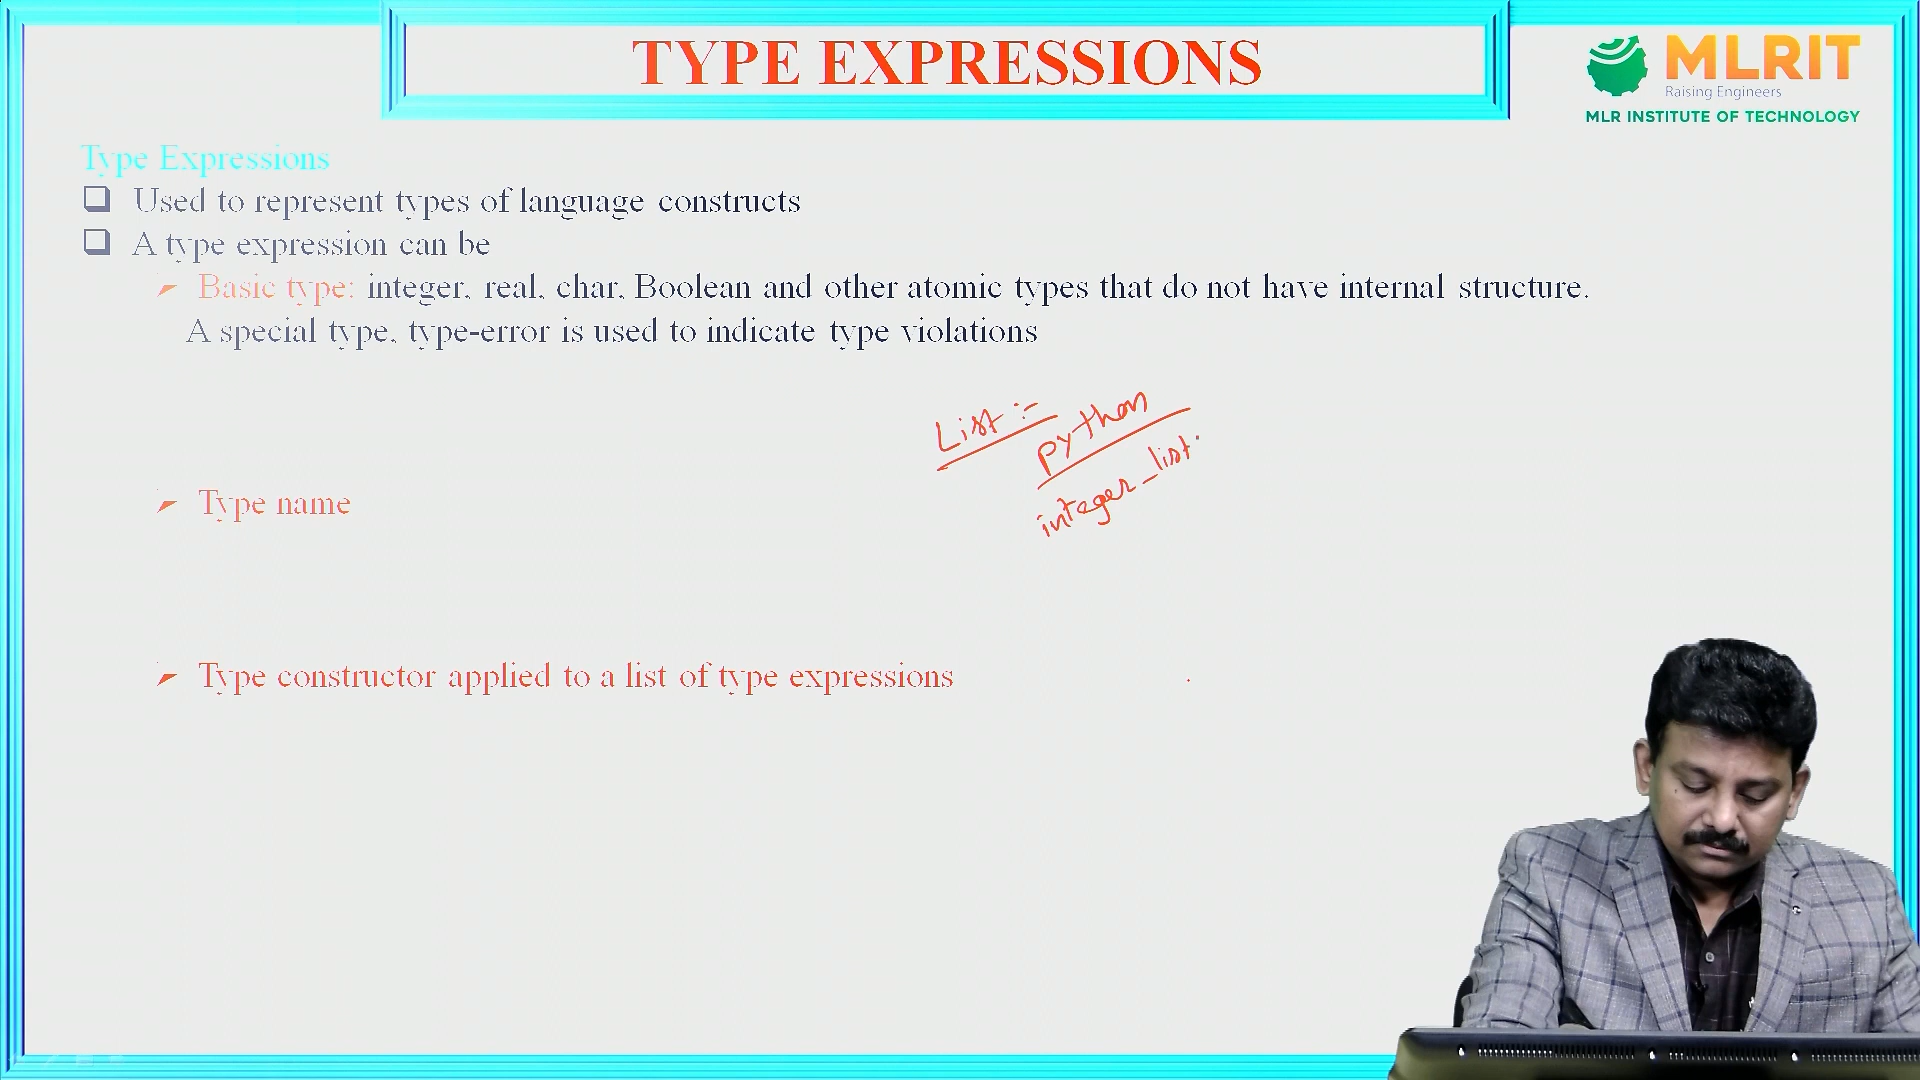 TYPE EXPRESSIONS
MLRIT
Raising Engineers
MLR INSTITUTE OF TECHNOLOGY
Type Expressions
Used to represent types of language constructs
A type expression can be
Basic type: integer, real, char, Boolean and other atomic types that do not have internal structure.
A special type, type-error is used to indicate type violations
List :-
Python
integer_list.
Type name
Type constructor applied to a list of type expressions